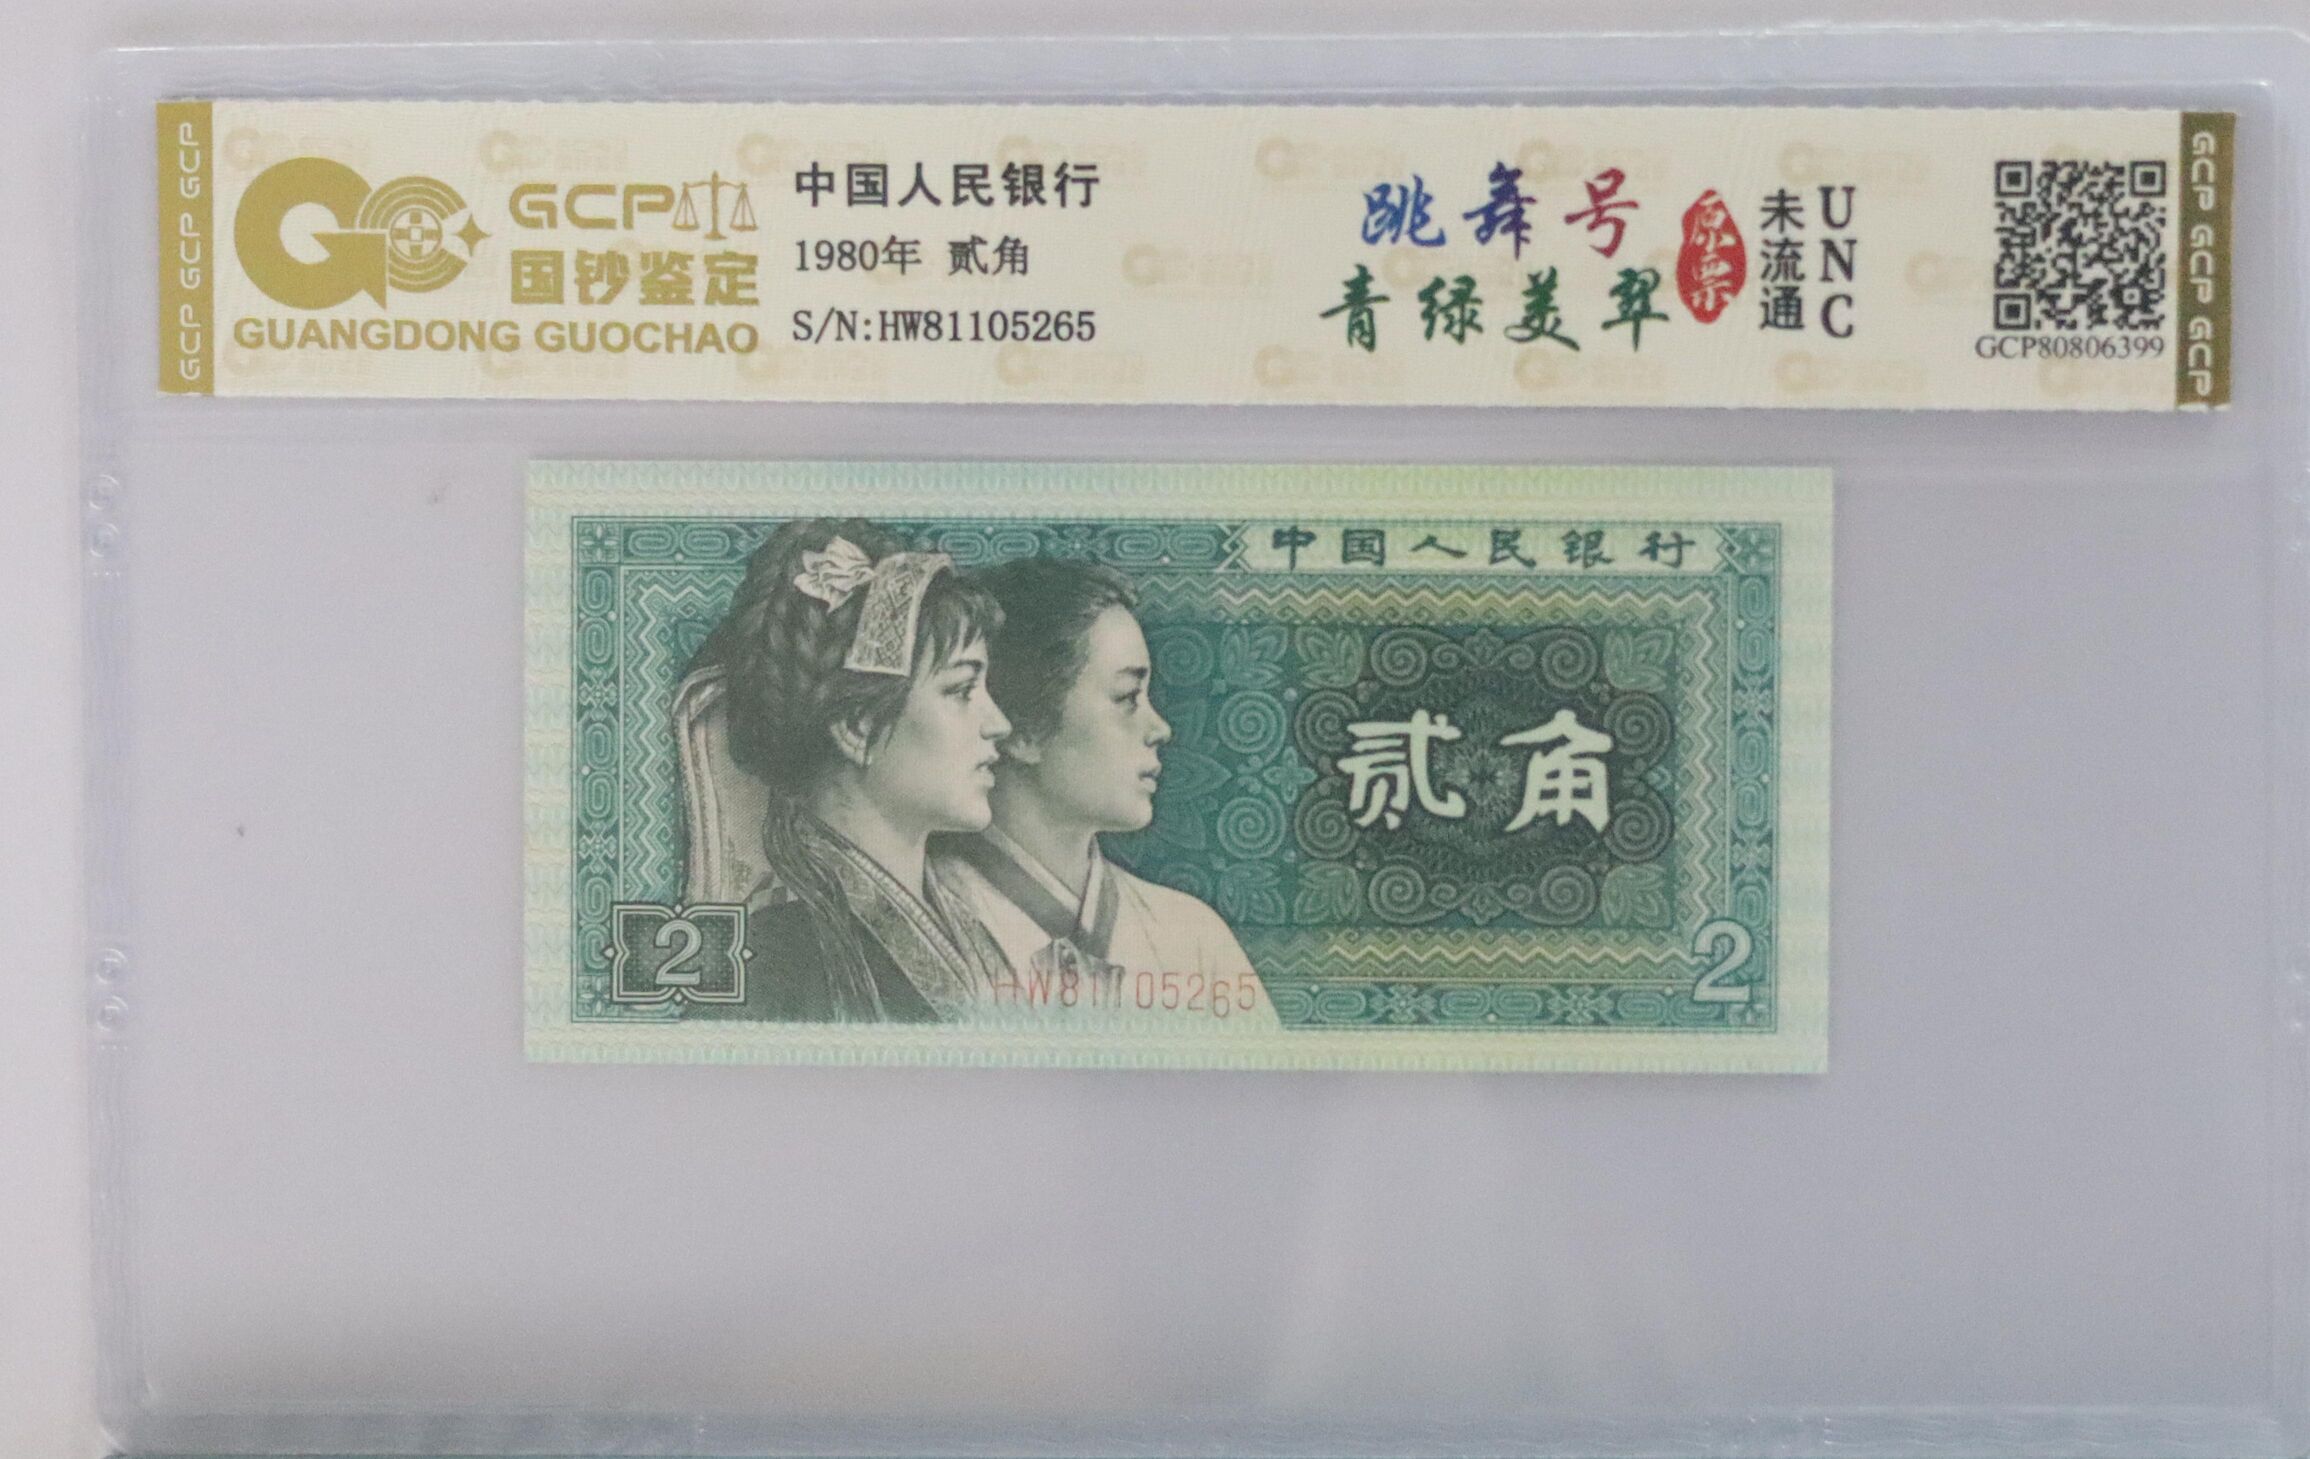 GCP GCP GCP
GCP
国钞鉴定
GUANGDONG GUOCHAO
中国人民银行
1980年 贰角
S/N:HW81105265
跳舞号
青绿美翠
原票
未流通
UNC
GCP80806399
GCP GCP GCP
中国人民银行
贰角
2
HW81105265
2